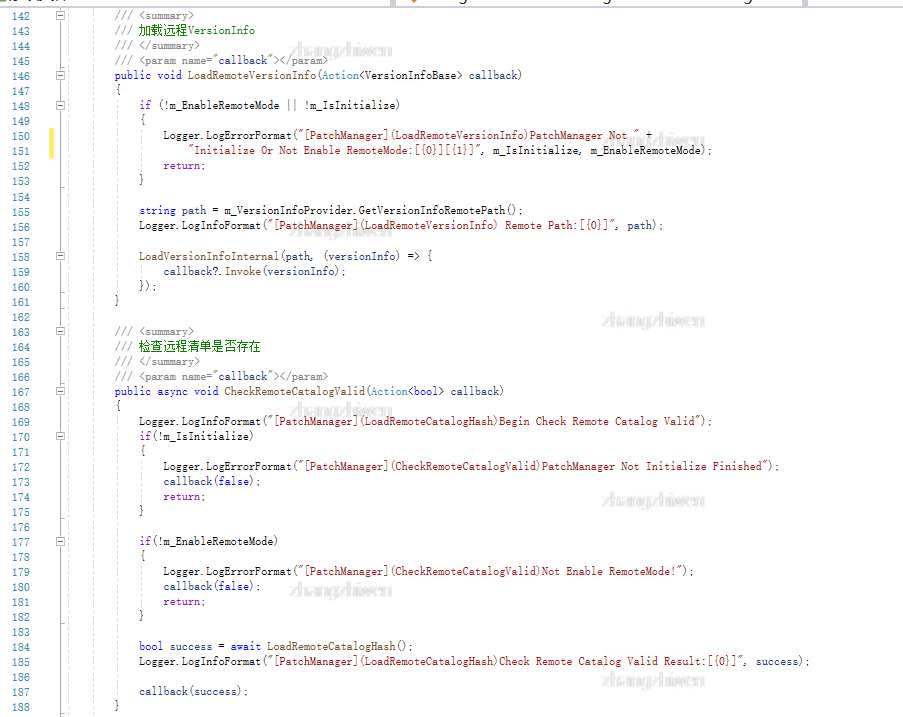 142 /// <summary>
143 /// 加载远程VersionInfo
144 /// </summary>
145 /// <param name="callback"></param>
146 public void LoadRemoteVersionInfo(Action<VersionInfoBase> callback)
147 {
148 if (!m_EnableRemoteMode || !m_IsInitialize)
149 {
150 Logger.LogErrorFormat("[PatchManager](LoadRemoteVersionInfo)PatchManager Not " +
151 "Initialize Or Not Enable RemoteMode:[{0}][{1}]", m_IsInitialize, m_EnableRemoteMode);
152 return;
153 }
154
155 string path = m_VersionInfoProvider.GetVersionInfoRemotePath();
156 Logger.LogInfoFormat("[PatchManager](LoadRemoteVersionInfo) Remote Path:[{0}]", path);
157
158 LoadVersionInfoInternal(path, (versionInfo) => {
159 callback?.Invoke(versionInfo);
160 });
161 }
162
163 /// <summary>
164 /// 检查远程清单是否存在
165 /// </summary>
166 /// <param name="callback"></param>
167 public async void CheckRemoteCatalogValid(Action<bool> callback)
168 {
169 Logger.LogInfoFormat("[PatchManager](LoadRemoteCatalogHash)Begin Check Remote Catalog Valid");
170 if(!m_IsInitialize)
171 {
172 Logger.LogErrorFormat("[PatchManager](CheckRemoteCatalogValid)PatchManager Not Initialize Finished");
173 callback(false);
174 return;
175 }
176
177 if(!m_EnableRemoteMode)
178 {
179 Logger.LogErrorFormat("[PatchManager](CheckRemoteCatalogValid)Not Enable RemoteMode!");
180 callback(false);
181 return;
182 }
183
184 bool success = await LoadRemoteCatalogHash();
185 Logger.LogInfoFormat("[PatchManager](LoadRemoteCatalogHash)Check Remote Catalog Valid Result:[{0}]", success);
186
187 callback(success);
188 }
zhangzhiwen
zhangzhiwen
zhangzhiwen
zhangzhiwen
zhangzhiwen
zhangzhiwen
zhangzhiwen
zhangzhiwen